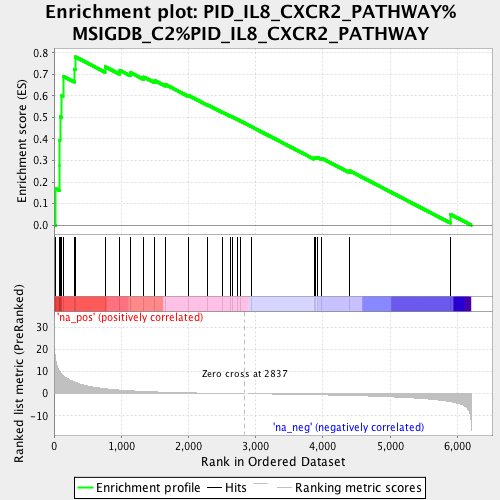 Enrichment plot: PID_IL8_CXCR2_PATHWAY%
MSIGDB_C2%PID_IL8_CXCR2_PATHWAY
Enrichment score (ES)
0.8
0.7
0.6
0.5
0.4
0.3
0.2
0.1
0.0
'na_pos' (positively correlated)
Ranked list metric (PreRanked)
30
20
10
0
-10
Zero cross at 2837
'na_neg' (negatively correlated)
0 1,000 2,000 3,000 4,000 5,000 6,000
Rank in Ordered Dataset
Enrichment profile Hits Ranking metric scores